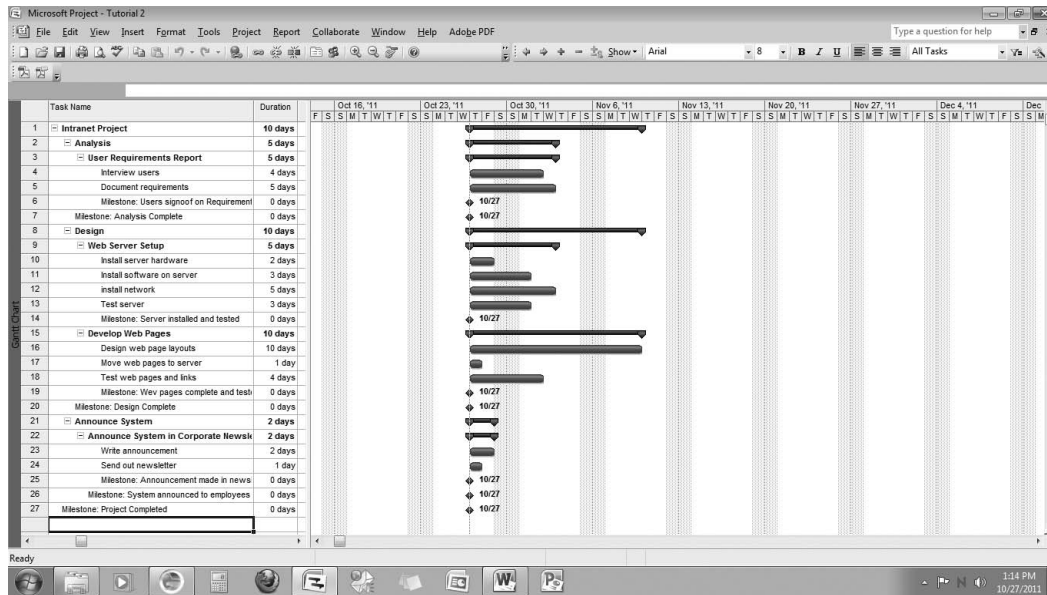 Microsoft Project - Tutorial 2
File Edit View Insert Format Tools Project Report Collaborate Window Help Adobe PDF
Type a question for help
Show Arial 8 B I U All Tasks
Task Name Duration Oct 16, '11 Oct 23, '11 Oct 30, '11 Nov 6, '11 Nov 13, '11 Nov 20, '11 Nov 27, '11 Dec 4, '11 Dec
F S S M T W T F S S M T W T F S S M T W T F S S M T W T F S S M T W T F S S M T W T F S S M T W T F S S M T W T F S S M
1 Intranet Project 10 days
2 Analysis 5 days
3 User Requirements Report 5 days
4 Interview users 4 days
5 Document requirements 5 days
6 Milestone: Users signoof on Requirement 0 days 10/27
7 Milestone: Analysis Complete 0 days 10/27
8 Design 10 days
9 Web Server Setup 5 days
10 Install server hardware 2 days
11 Install software on server 3 days
12 install network 5 days
13 Test server 3 days
14 Milestone: Server installed and tested 0 days 10/27
15 Develop Web Pages 10 days
16 Design web page layouts 10 days
17 Move web pages to server 1 day
18 Test web pages and links 4 days
19 Milestone: Wev pages complete and teste 0 days 10/27
20 Milestone: Design Complete 0 days 10/27
21 Announce System 2 days
22 Announce System in Corporate Newsle 2 days
23 Write announcement 2 days
24 Send out newsletter 1 day
25 Milestone: Announcement made in news 0 days 10/27
26 Milestone: System announced to employees 0 days 10/27
27 Milestone: Project Completed 0 days 10/27
Gantt Chart
Ready
1:14 PM
10/27/2011